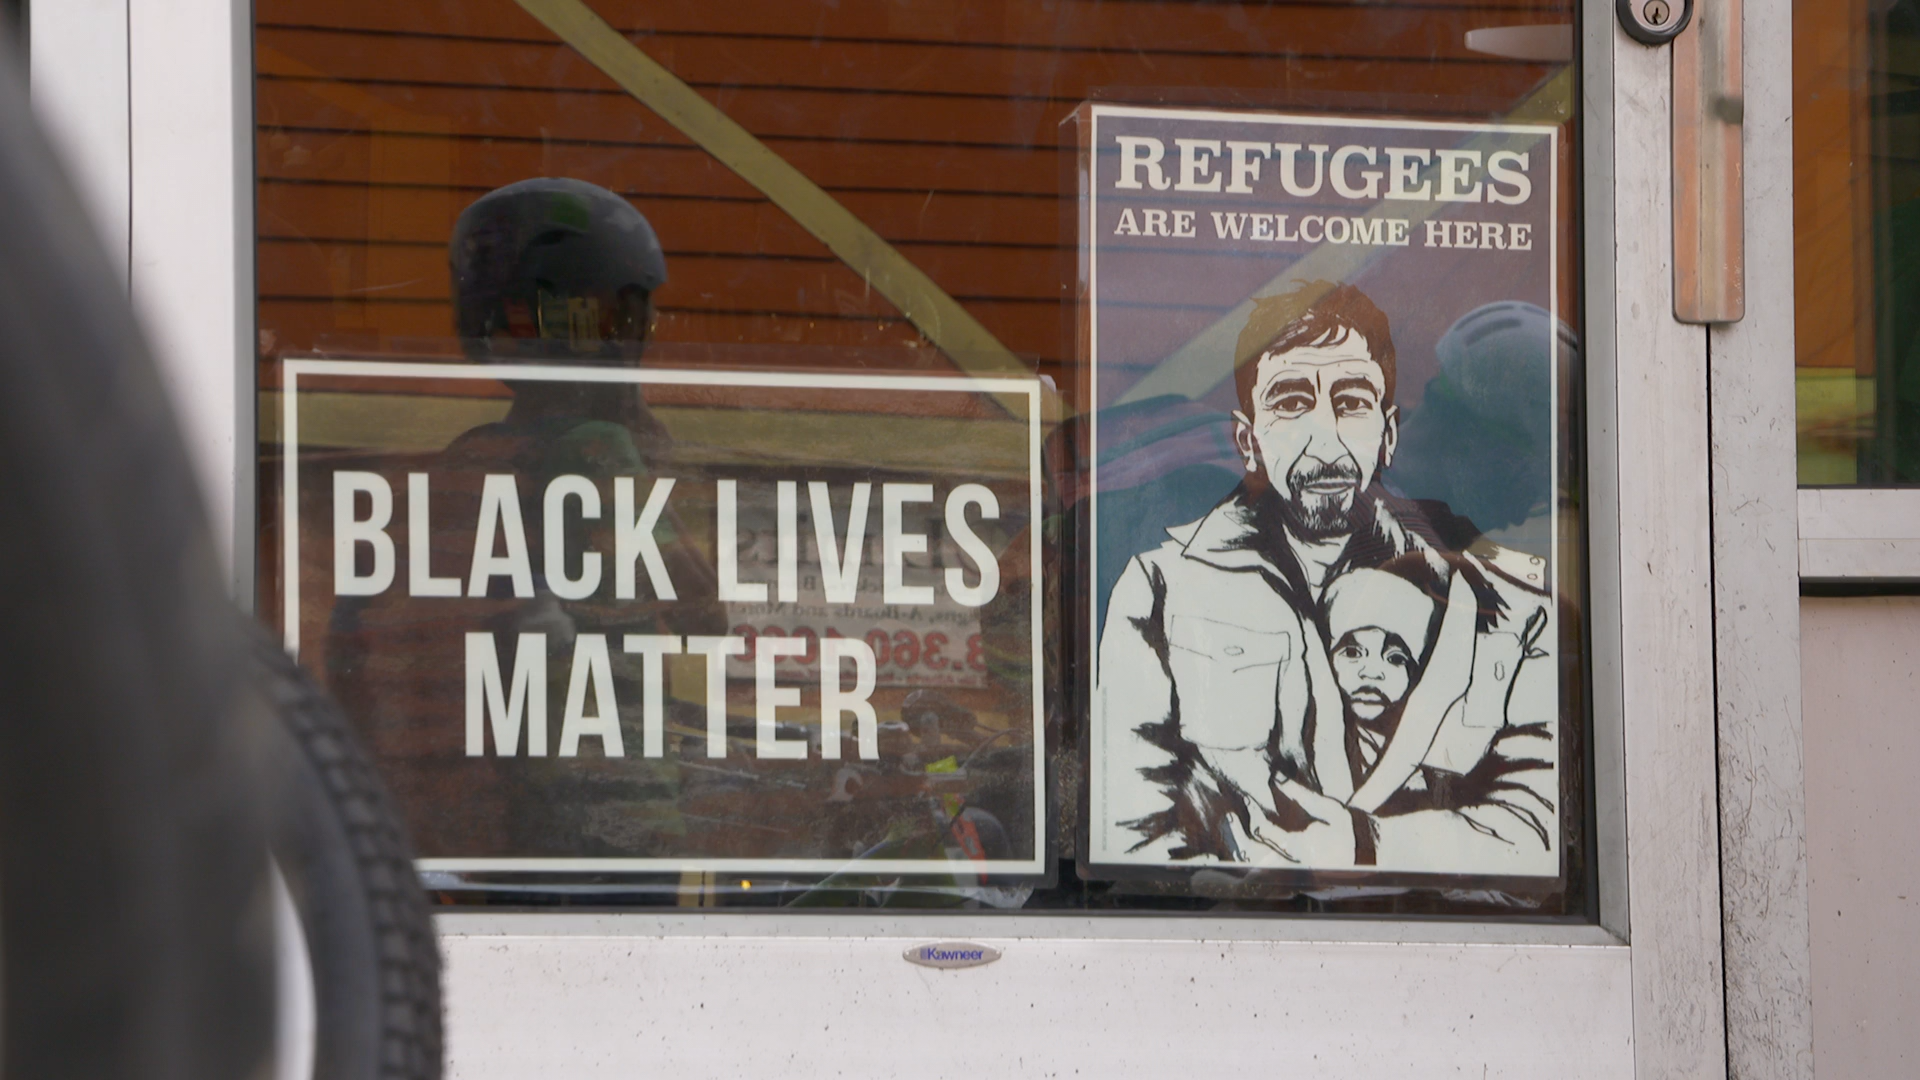 BLACK LIVES
MATTER
REFUGEES
ARE WELCOME HERE
Kawneer